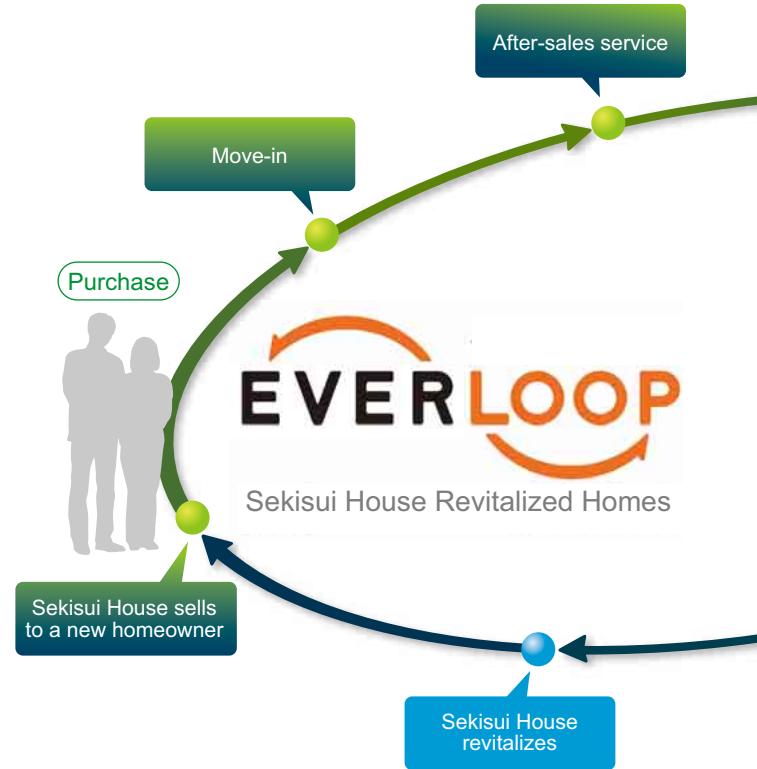 After-sales service
Move-in
Purchase
EVERLOOP
Sekisui House Revitalized Homes
Sekisui House sells
to a new homeowner
Sekisui House
revitalizes